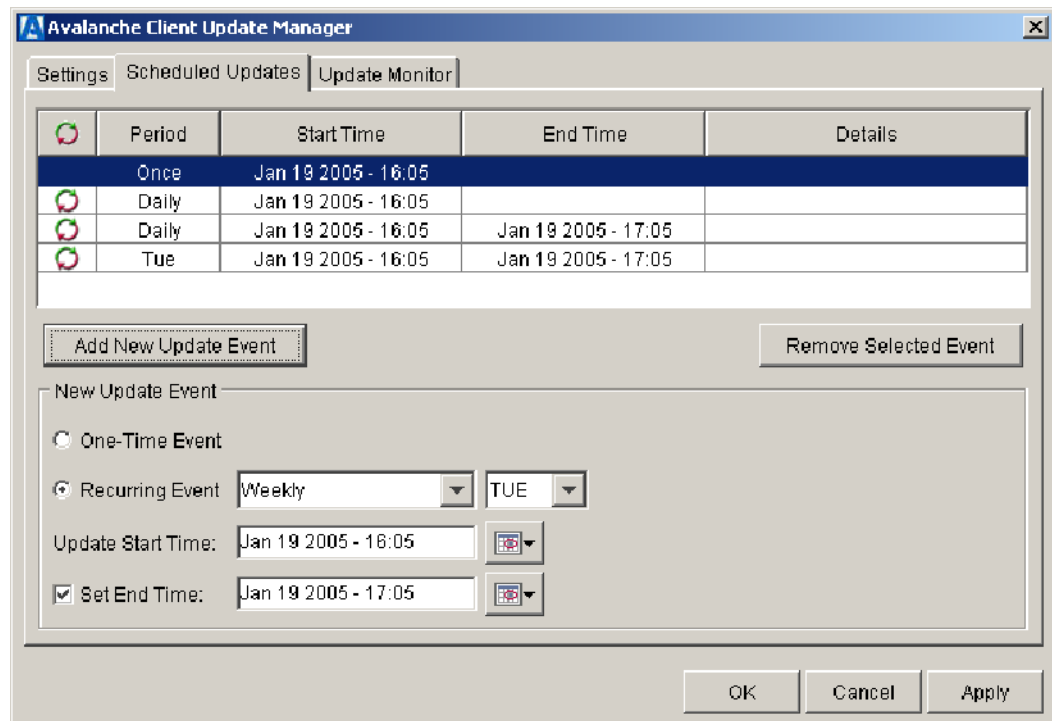 Avalanche Client Update Manager
Settings Scheduled Updates Update Monitor
Period Start Time End Time Details
Once Jan 19 2005 - 16:05
Daily Jan 19 2005 - 16:05
Daily Jan 19 2005 - 16:05 Jan 19 2005 - 17:05
Tue Jan 19 2005 - 16:05 Jan 19 2005 - 17:05
Add New Update Event Remove Selected Event
New Update Event
One-Time Event
Recurring Event Weekly TUE
Update Start Time: Jan 19 2005 - 16:05
Set End Time: Jan 19 2005 - 17:05
OK Cancel Apply